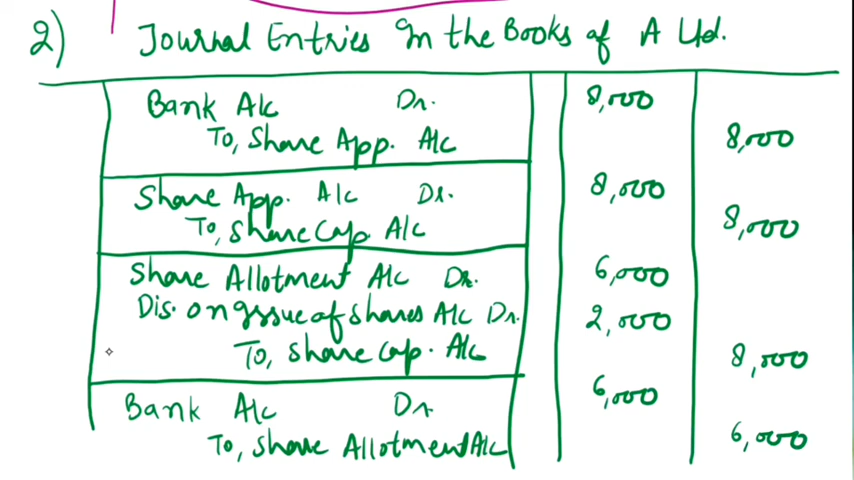 2) Journal Entries In the Books of A Ltd.
Bank A/c Dr. 8,000
To, Share App. A/c 8,000
Share App. A/c Dr. 8,000
To, Share Cap. A/c 8,000
Share Allotment A/c Dr. 6,000
Dis. on Issue of Shares A/c Dr. 2,000
To, Share Cap. A/c 8,000
Bank A/c Dr. 6,000
To, Share Allotment A/c 6,000